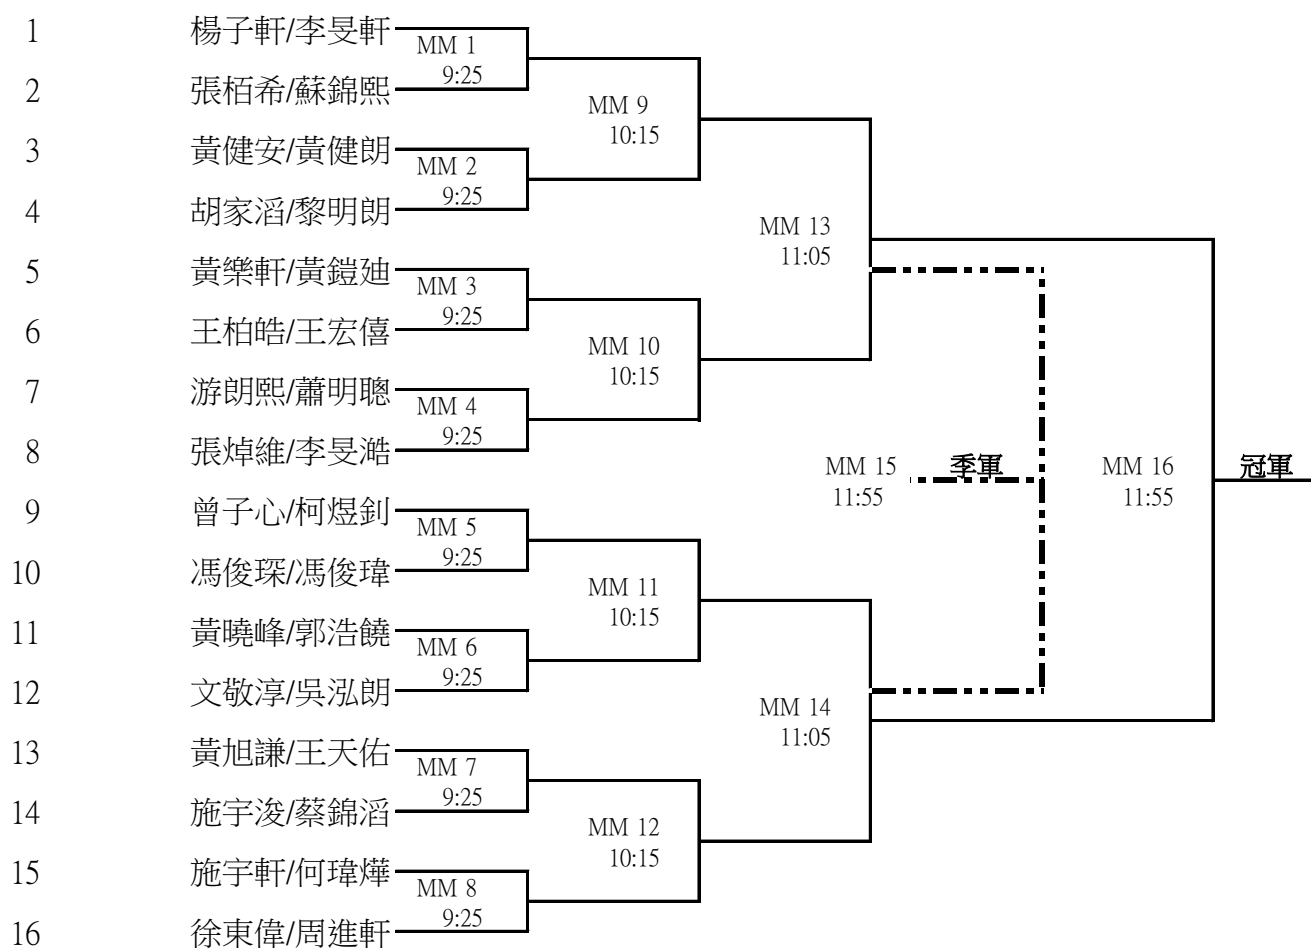 1 楊子軒/李旻軒
MM 1
9:25
2 張栢希/蘇錦熙
MM 9
10:15
3 黃健安/黃健朗
MM 2
9:25
4 胡家滔/黎明朗
MM 13
11:05
5 黃樂軒/黃鎧廸
MM 3
9:25
6 王柏皓/王宏僖
MM 10
10:15
7 游朗熙/蕭明聰
MM 4
9:25
8 張焯維/李旻澔
MM 15 季軍 MM 16 冠軍
11:55 11:55
9 曾子心/柯煜釗
MM 5
9:25
10 馮俊琛/馮俊瑋
MM 11
10:15
11 黃曉峰/郭浩饒
MM 6
9:25
12 文敬淳/吳泓朗
MM 14
11:05
13 黃旭謙/王天佑
MM 7
9:25
14 施宇浚/蔡錦滔
MM 12
10:15
15 施宇軒/何瑋燁
MM 8
9:25
16 徐東偉/周進軒